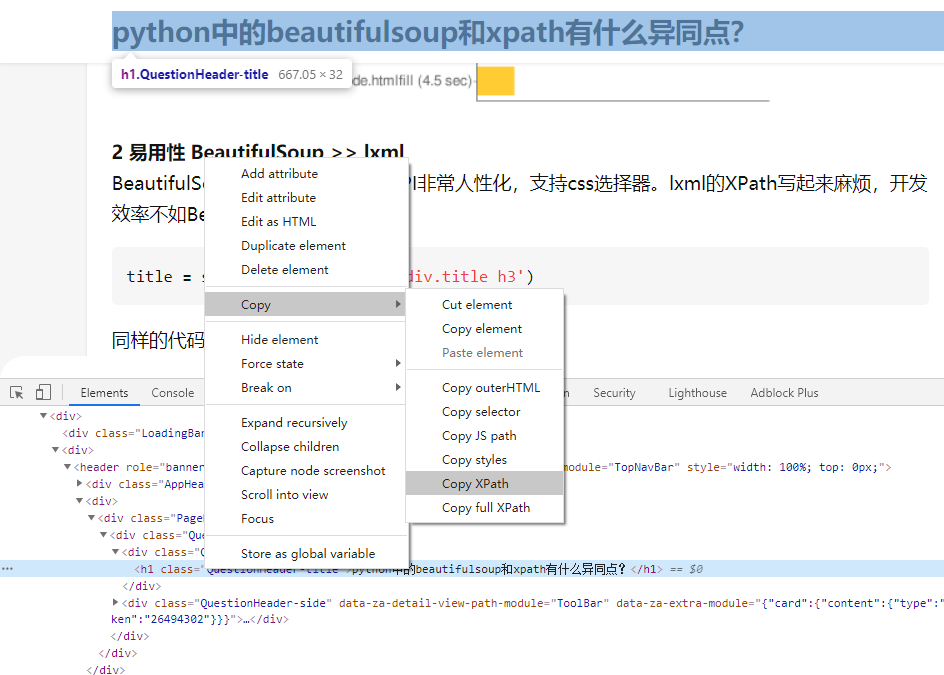 python中的beautifulsoup和xpath有什么异同点？
h1.QuestionHeader-title 667.05 × 32
de.htmlfill (4.5 sec)
2 易用性 BeautifulSoup >> lxml
BeautifulSo
PI非常人性化，支持css选择器。lxml的XPath写起来麻烦，开发
效率不如Be
title = s
div.title h3')
同样的代码
Add attribute
Edit attribute
Edit as HTML
Duplicate element
Delete element
Copy
Hide element
Force state
Break on
Expand recursively
Collapse children
Capture node screenshot
Scroll into view
Focus
Store as global variable
Cut element
Copy element
Paste element
Copy outerHTML
Copy selector
Copy JS path
Copy styles
Copy XPath
Copy full XPath
Elements Console
n Security Lighthouse Adblock Plus
<div>
<div class="LoadingBar
<div>
<header role="banner
module="TopNavBar" style="width: 100%; top: 0px;">
<div class="AppHea
<div>
<div class="Page
<div class="Que
<div class="Q
<h1 class="QuestionHeader-title">python中的beautifulsoup和xpath有什么异同点？</h1> == $0
</div>
<div class="QuestionHeader-side" data-za-detail-view-path-module="ToolBar" data-za-extra-module="{"card":{"content":{"type":"
ken":"26494302"}}}">…</div>
</div>
</div>
</div>